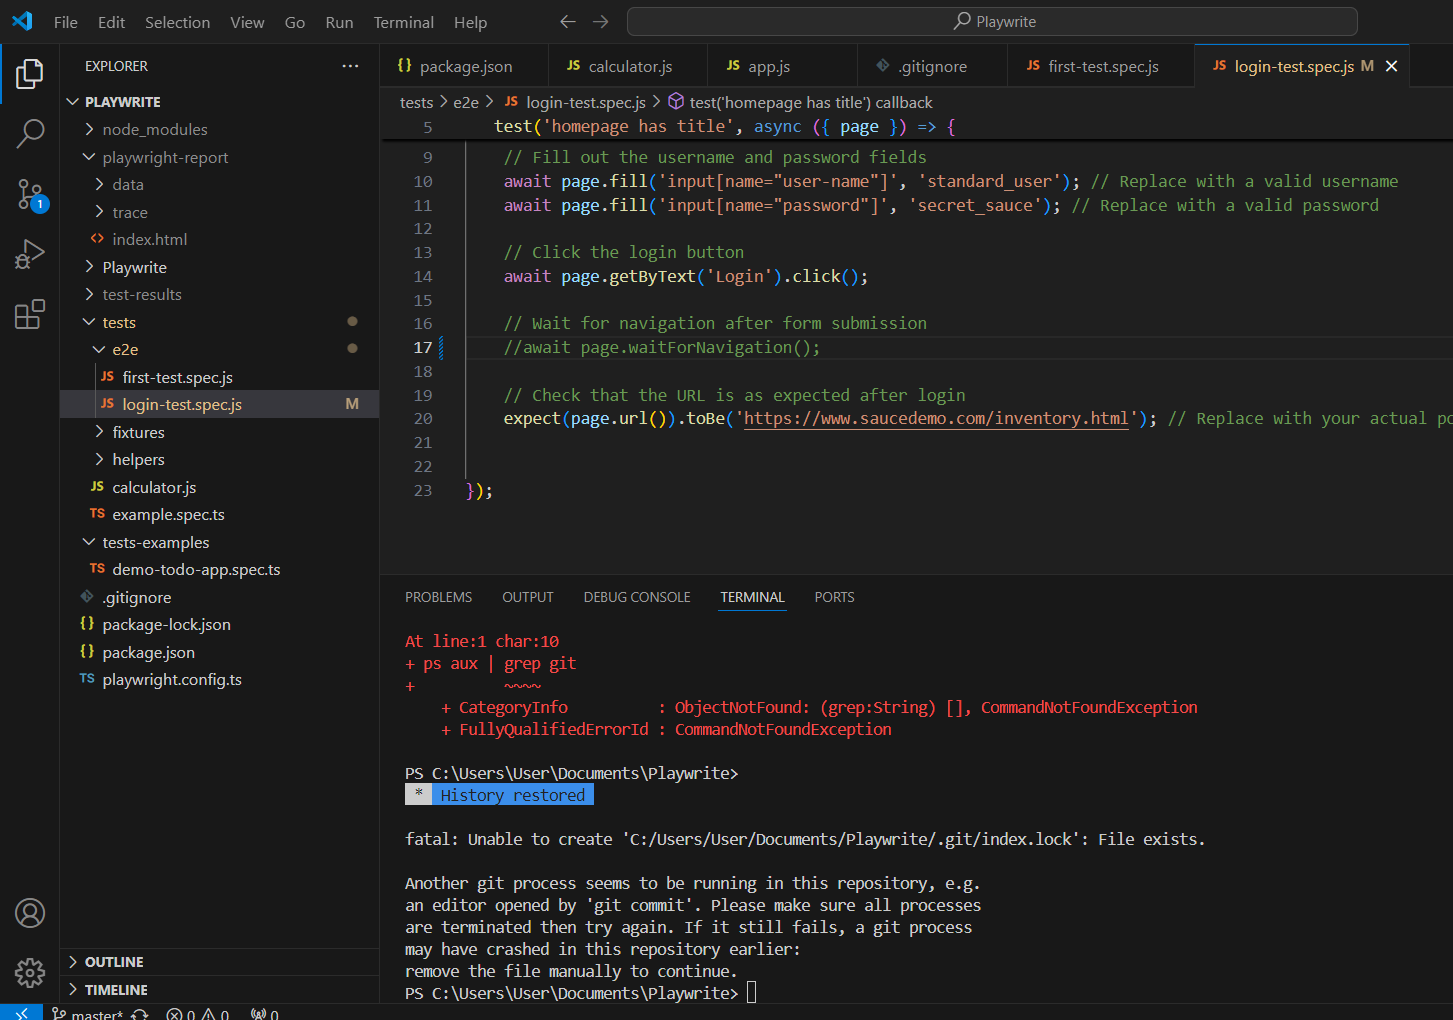 File Edit Selection View Go Run Terminal Help
Playwrite
EXPLORER
PLAYWRITE
node_modules
playwright-report
data
trace
index.html
Playwrite
test-results
tests
e2e
JS first-test.spec.js
JS login-test.spec.js M
fixtures
helpers
JS calculator.js
TS example.spec.ts
tests-examples
TS demo-todo-app.spec.ts
.gitignore
{} package-lock.json
{} package.json
TS playwright.config.ts
OUTLINE
TIMELINE
1
{} package.json JS calculator.js JS app.js .gitignore JS first-test.spec.js JS login-test.spec.js M
tests > e2e > JS login-test.spec.js > test('homepage has title') callback
5 test('homepage has title', async ({ page }) => {
9 // Fill out the username and password fields
10 await page.fill('input[name="user-name"]', 'standard_user'); // Replace with a valid username
11 await page.fill('input[name="password"]', 'secret_sauce'); // Replace with a valid password
12
13 // Click the login button
14 await page.getByText('Login').click();
15
16 // Wait for navigation after form submission
17 //await page.waitForNavigation();
18
19 // Check that the URL is as expected after login
20 expect(page.url()).toBe('https://www.saucedemo.com/inventory.html'); // Replace with your actual po
21
22
23 });
PROBLEMS OUTPUT DEBUG CONSOLE TERMINAL PORTS
At line:1 char:10
+ ps aux | grep git
+ ~~~~
+ CategoryInfo : ObjectNotFound: (grep:String) [], CommandNotFoundException
+ FullyQualifiedErrorId : CommandNotFoundException
PS C:\Users\User\Documents\Playwrite>
* History restored
fatal: Unable to create 'C:/Users/User/Documents/Playwrite/.git/index.lock': File exists.
Another git process seems to be running in this repository, e.g.
an editor opened by 'git commit'. Please make sure all processes
are terminated then try again. If it still fails, a git process
may have crashed in this repository earlier:
remove the file manually to continue.
PS C:\Users\User\Documents\Playwrite>
master* 0 0 0